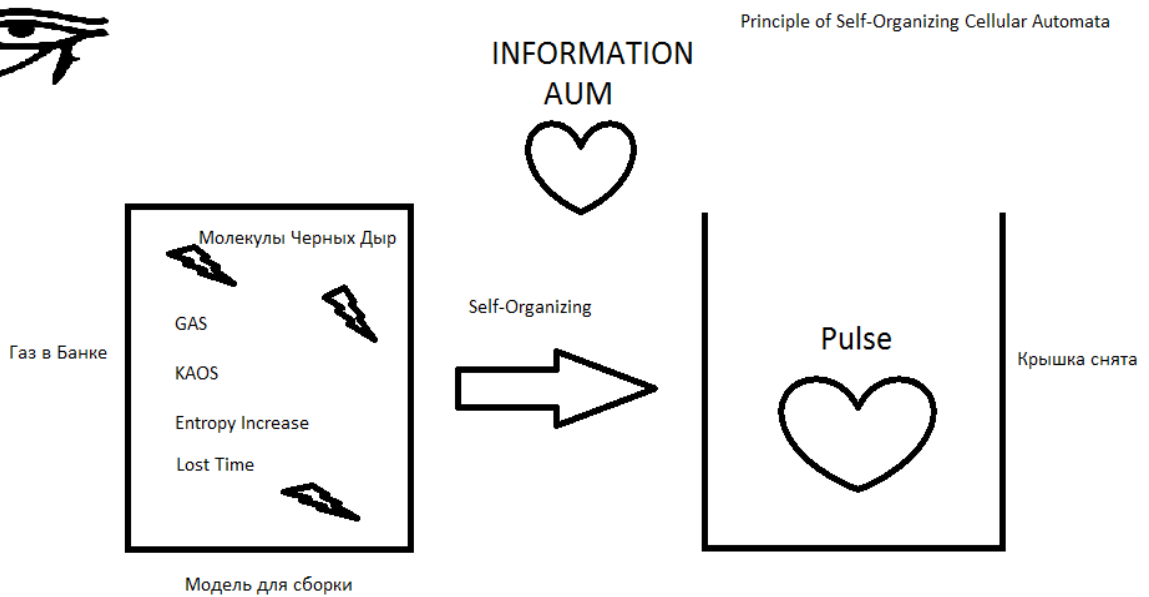 Principle of Self-Organizing Cellular Automata
INFORMATION
AUM
Молекулы Черных Дыр
GAS
KAOS
Entropy Increase
Lost Time
Газ в Банке
Модель для сборки
Self-Organizing
Pulse
Крышка снята